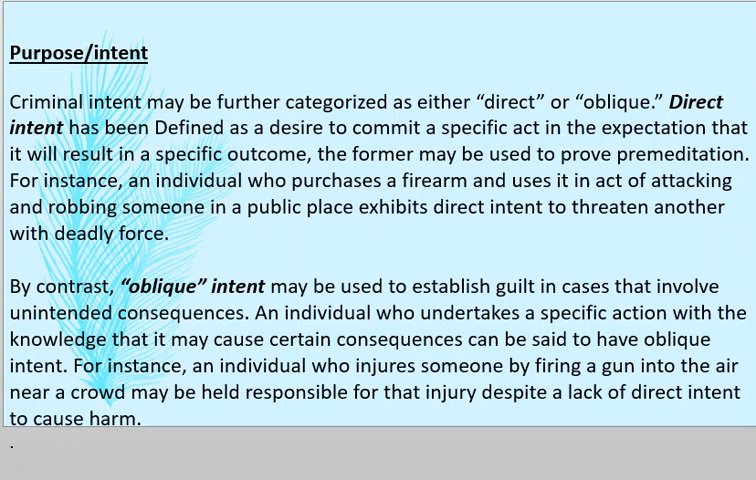 Purpose/intent
Criminal intent may be further categorized as either “direct” or “oblique.” Direct
intent has been Defined as a desire to commit a specific act in the expectation that
it will result in a specific outcome, the former may be used to prove premeditation.
For instance, an individual who purchases a firearm and uses it in act of attacking
and robbing someone in a public place exhibits direct intent to threaten another
with deadly force.
By contrast, “oblique” intent may be used to establish guilt in cases that involve
unintended consequences. An individual who undertakes a specific action with the
knowledge that it may cause certain consequences can be said to have oblique
intent. For instance, an individual who injures someone by firing a gun into the air
near a crowd may be held responsible for that injury despite a lack of direct intent
to cause harm.
.